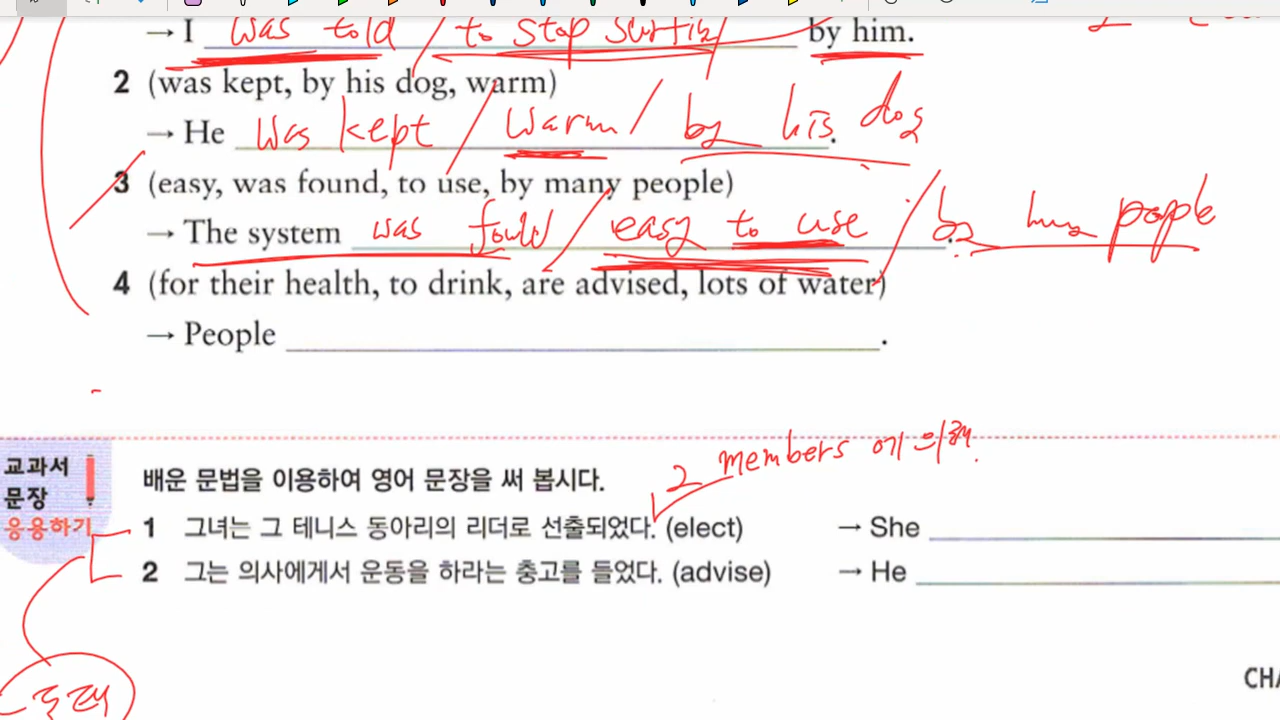 → I was told / to stop surfin by him.
2 (was kept, by his dog, warm)
→ He was kept / warm / by his dog.
3 (easy, was found, to use, by many people)
→ The system was fould / easy to use / by people.
4 (for their health, to drink, are advised, lots of water)
→ People .
교과서
문장
응용하기
2 members 에 의해.
배운 문법을 이용하여 영어 문장을 써 봅시다.
1 그녀는 그 테니스 동아리의 리더로 선출되었다. (elect) → She
2 그는 의사에게서 운동을 하라는 충고를 들었다. (advise) → He
CHA